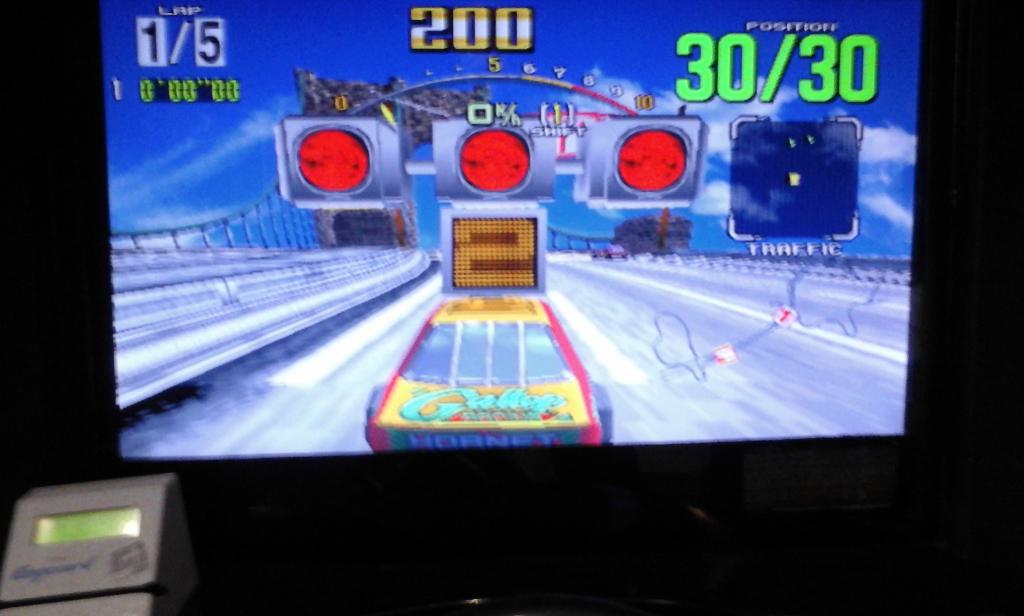 LAP
1/5
1 0'00"00
200
POSITION
30/30
0 5 6 7 8 9 10
0 K/h
(1)
SHIFT
TRAFFIC
Gallop
HORNET